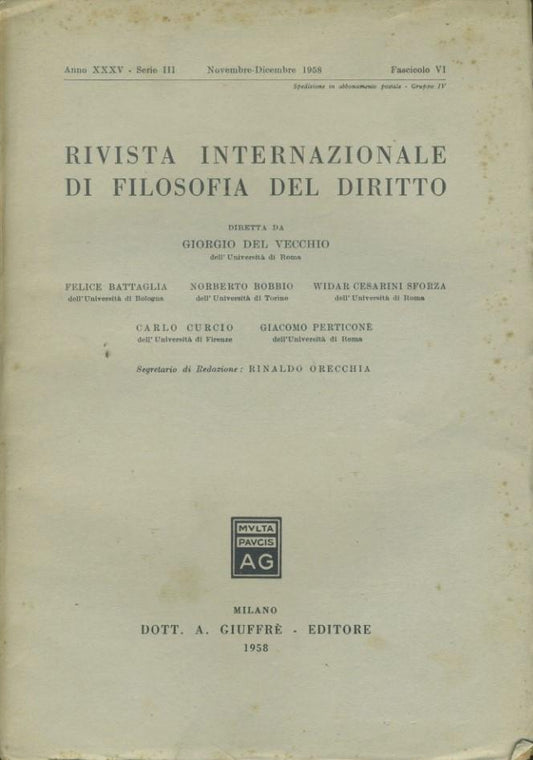 Anno XXXV - Serie III Novembre-Dicembre 1958 Fascicolo VI
Spedizione in abbonamento postale - Gruppo IV
RIVISTA INTERNAZIONALE
DI FILOSOFIA DEL DIRITTO
DIRETTA DA
GIORGIO DEL VECCHIO
dell'Università di Roma
FELICE BATTAGLIA NORBERTO BOBBIO WIDAR CESARINI SFORZA
dell'Università di Bologna dell'Università di Torino dell'Università di Roma
CARLO CURCIO GIACOMO PERTICONE
dell'Università di Firenze dell'Università di Roma
Segretario di Redazione: RINALDO ORECCHIA
MVLTA
PAVCIS
AG
MILANO
DOTT. A. GIUFFRÈ - EDITORE
1958